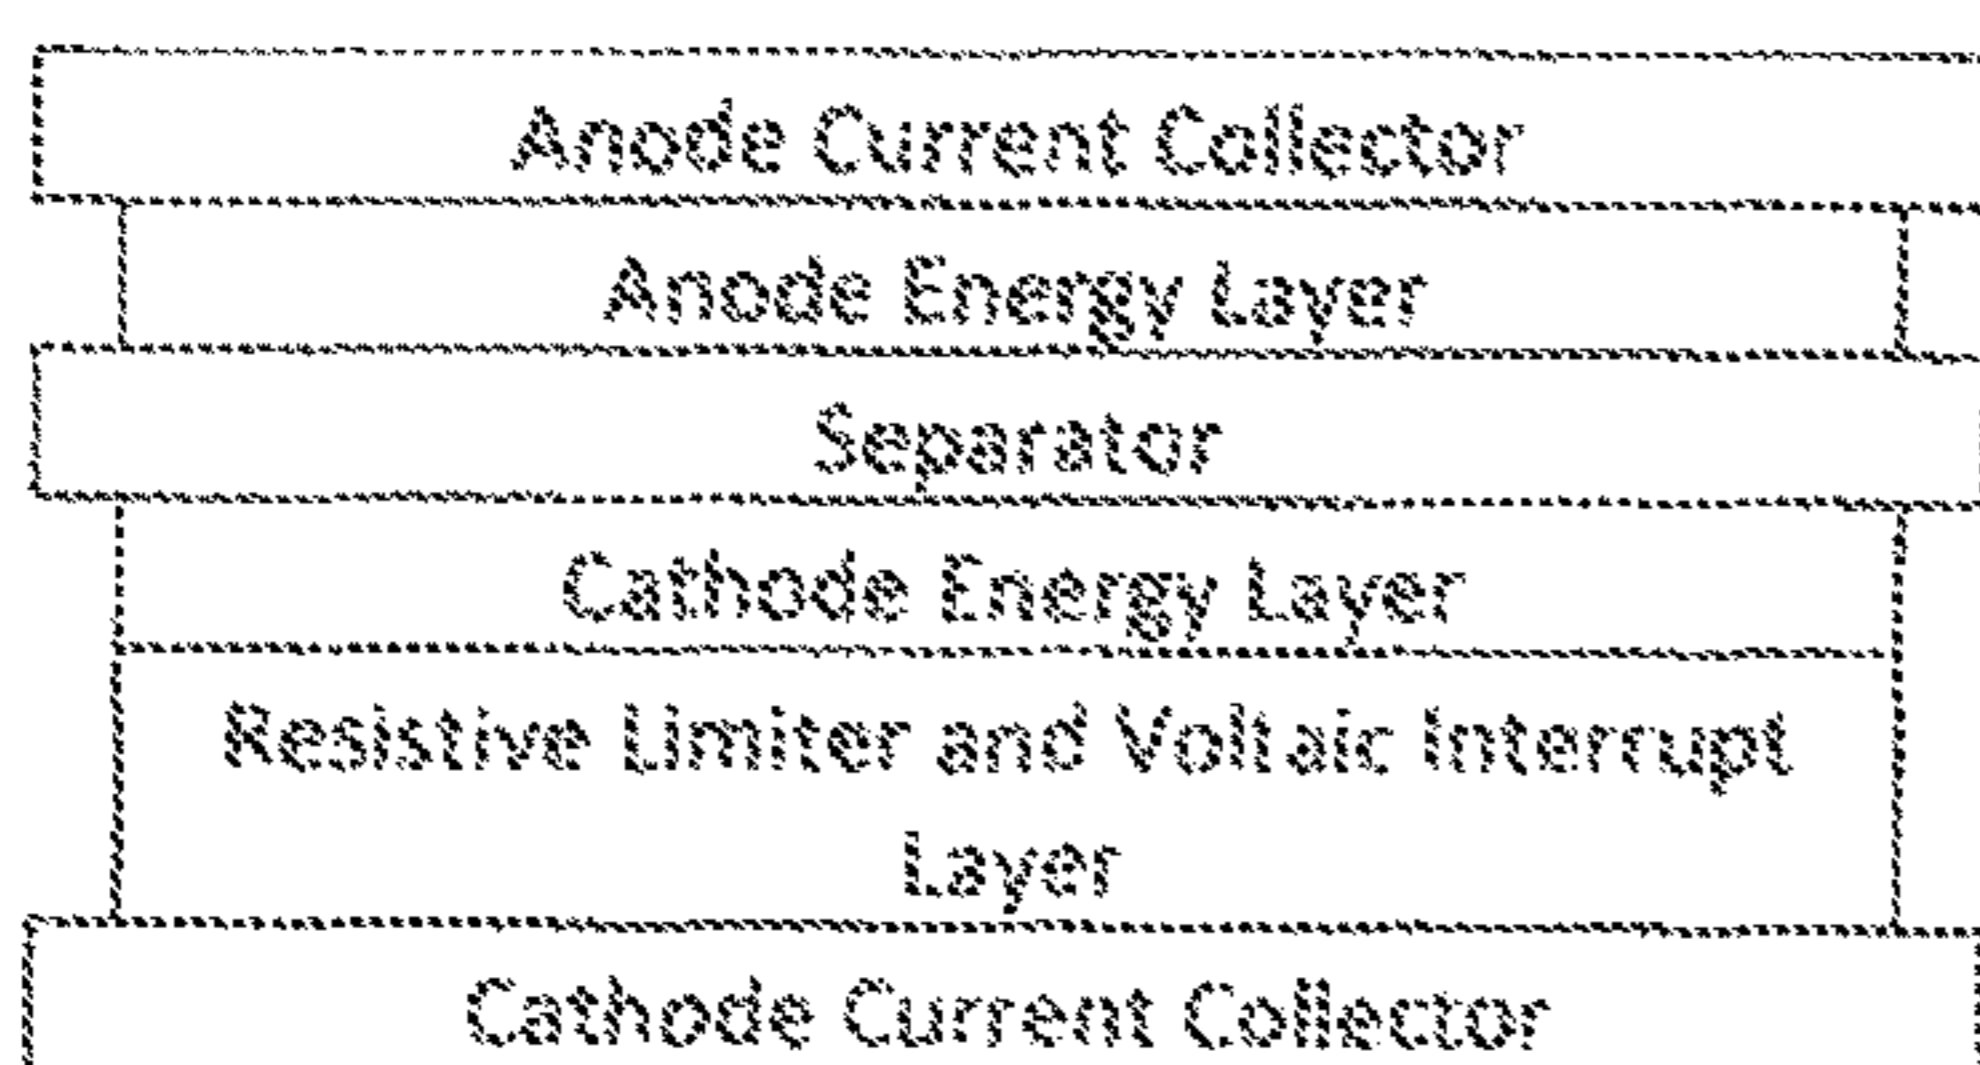 Anode Current Collector
Anode Energy Layer
Separator
Cathode Energy Layer
Resistive Limiter and Voltaic Interrupt
Layer
Cathode Current Collector